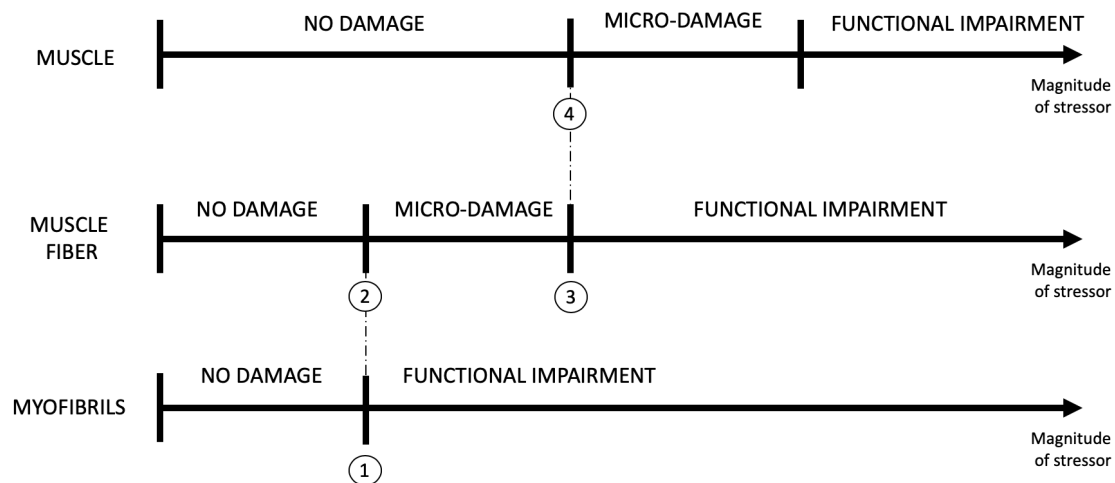 NO DAMAGE
MICRO-DAMAGE
FUNCTIONAL IMPAIRMENT
MUSCLE
Magnitude
of stressor
4
NO DAMAGE
MICRO-DAMAGE
FUNCTIONAL IMPAIRMENT
MUSCLE
FIBER
Magnitude
of stressor
2
3
NO DAMAGE
FUNCTIONAL IMPAIRMENT
MYOFIBRILS
Magnitude
of stressor
1